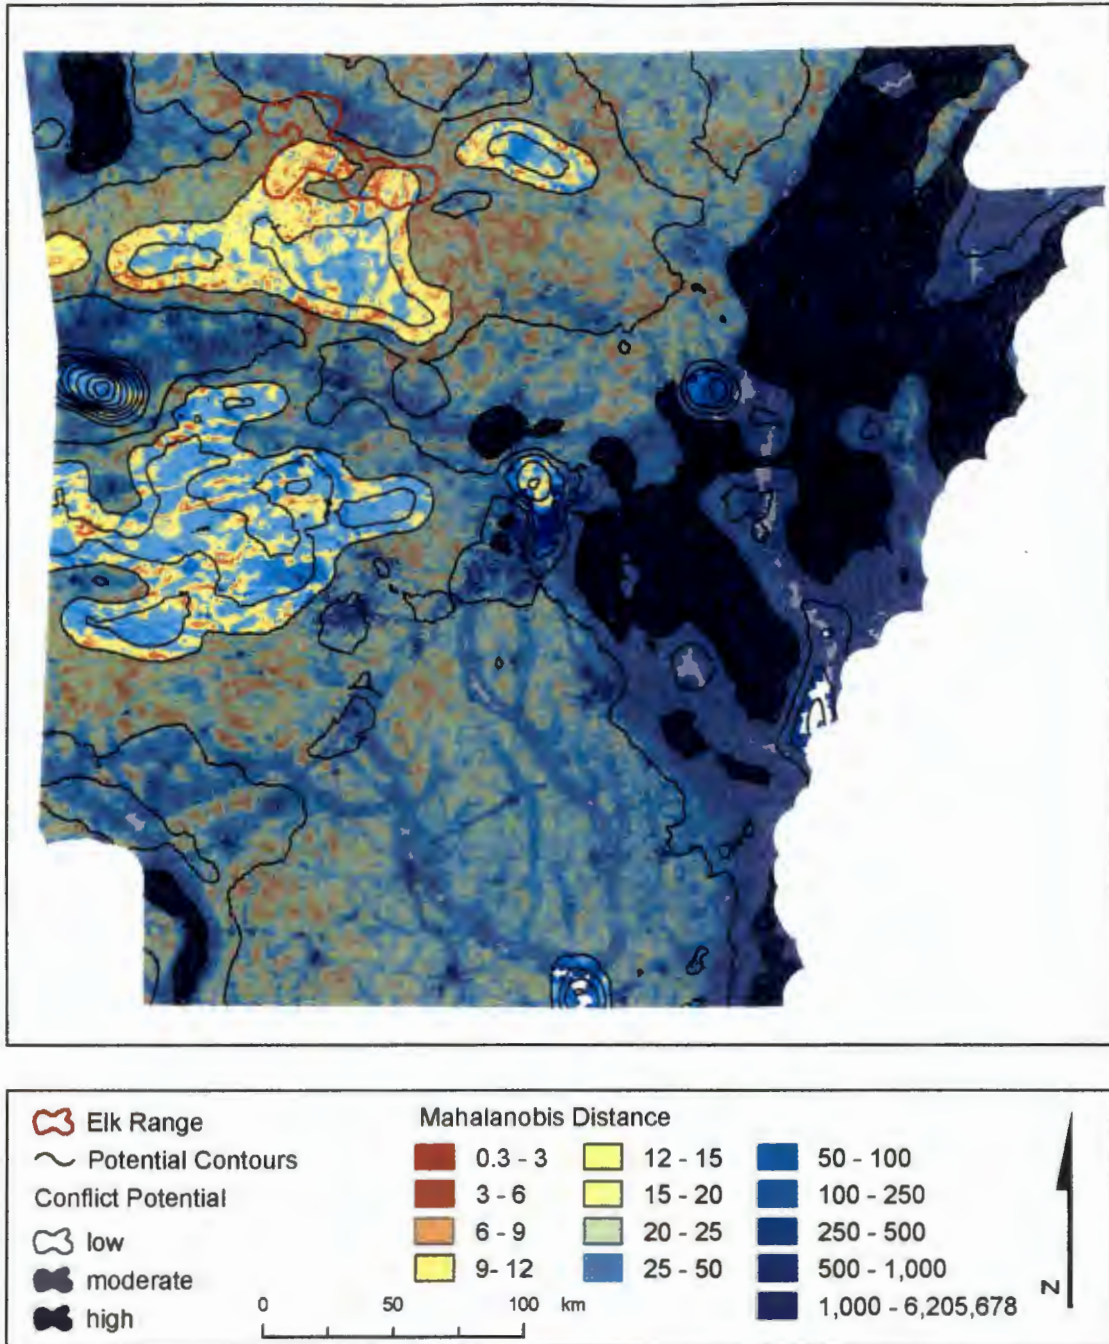 Elk Range
Potential Contours
Conflict Potential
low
moderate
high
Mahalanobis Distance
0.3 - 3
3 - 6
6 - 9
9- 12
12 - 15
15 - 20
20 - 25
25 - 50
50 - 100
100 - 250
250 - 500
500 - 1,000
1,000 - 6,205,678
0 50 100 km
N